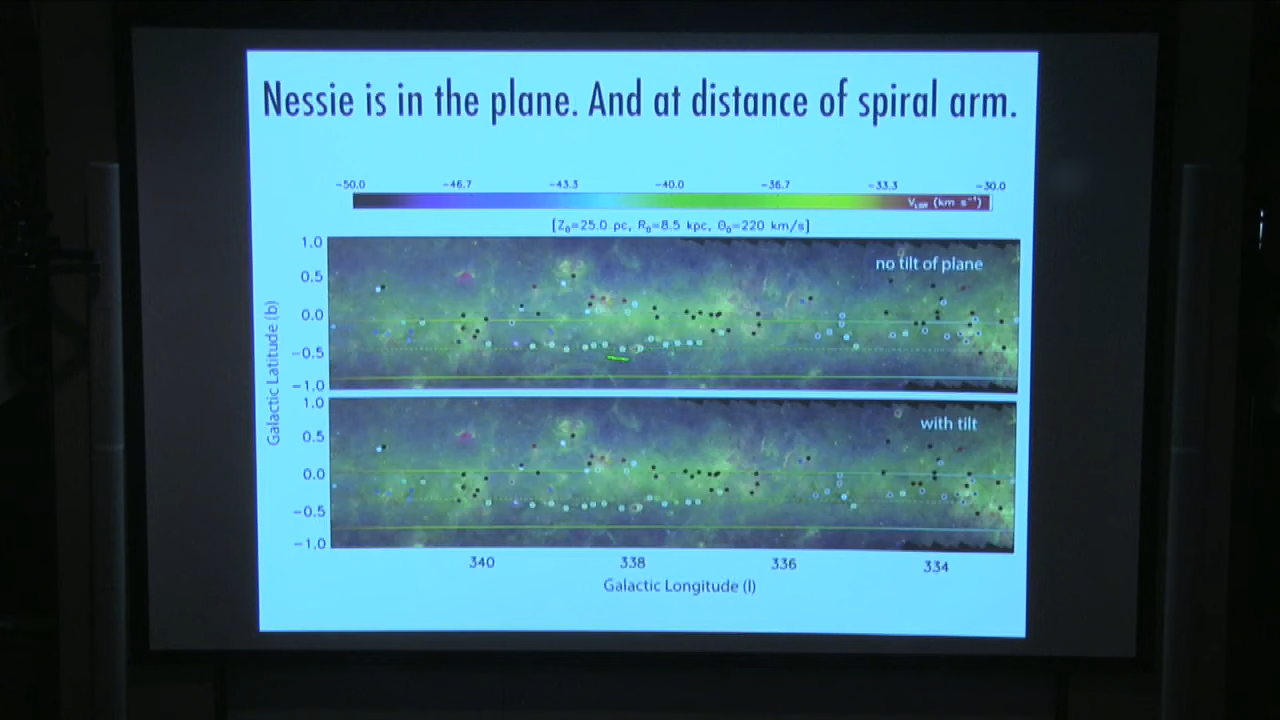 Nessie is in the plane. And at distance of spiral arm.
−50.0 −46.7 −43.3 −40.0 −36.7 −33.3 −30.0
V_LSR (km s⁻¹)
[Z₀=25.0 pc, R₀=8.5 kpc, Θ₀=220 km/s]
1.0
no tilt of plane
0.5
0.0
−0.5
−1.0
Galactic Latitude (b)
1.0
with tilt
0.5
0.0
−0.5
−1.0
340 338 336 334
Galactic Longitude (l)